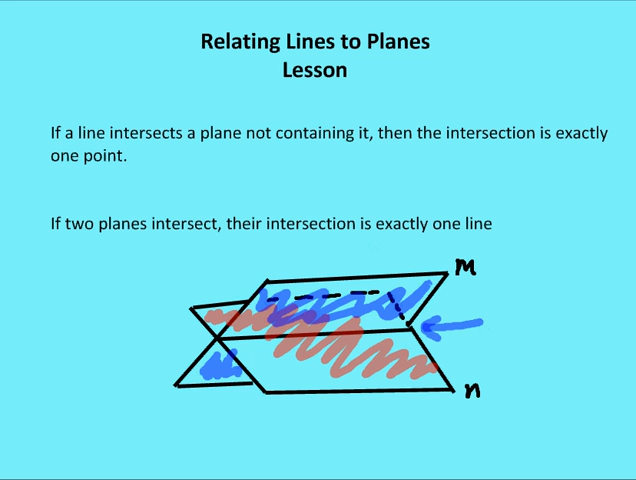 Relating Lines to Planes
Lesson
If a line intersects a plane not containing it, then the intersection is exactly
one point.
If two planes intersect, their intersection is exactly one line
m
n